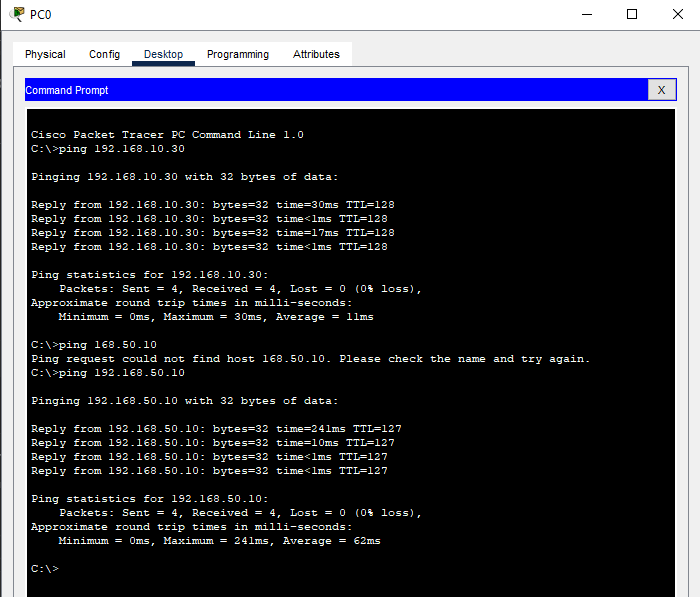 PC0
Physical Config Desktop Programming Attributes
Command Prompt
X
Cisco Packet Tracer PC Command Line 1.0
C:\>ping 192.168.10.30
Pinging 192.168.10.30 with 32 bytes of data:
Reply from 192.168.10.30: bytes=32 time=30ms TTL=128
Reply from 192.168.10.30: bytes=32 time<1ms TTL=128
Reply from 192.168.10.30: bytes=32 time=17ms TTL=128
Reply from 192.168.10.30: bytes=32 time<1ms TTL=128
Ping statistics for 192.168.10.30:
    Packets: Sent = 4, Received = 4, Lost = 0 (0% loss),
Approximate round trip times in milli-seconds:
    Minimum = 0ms, Maximum = 30ms, Average = 11ms
C:\>ping 168.50.10
Ping request could not find host 168.50.10. Please check the name and try again.
C:\>ping 192.168.50.10
Pinging 192.168.50.10 with 32 bytes of data:
Reply from 192.168.50.10: bytes=32 time=241ms TTL=127
Reply from 192.168.50.10: bytes=32 time=10ms TTL=127
Reply from 192.168.50.10: bytes=32 time<1ms TTL=127
Reply from 192.168.50.10: bytes=32 time<1ms TTL=127
Ping statistics for 192.168.50.10:
    Packets: Sent = 4, Received = 4, Lost = 0 (0% loss),
Approximate round trip times in milli-seconds:
    Minimum = 0ms, Maximum = 241ms, Average = 62ms
C:\>